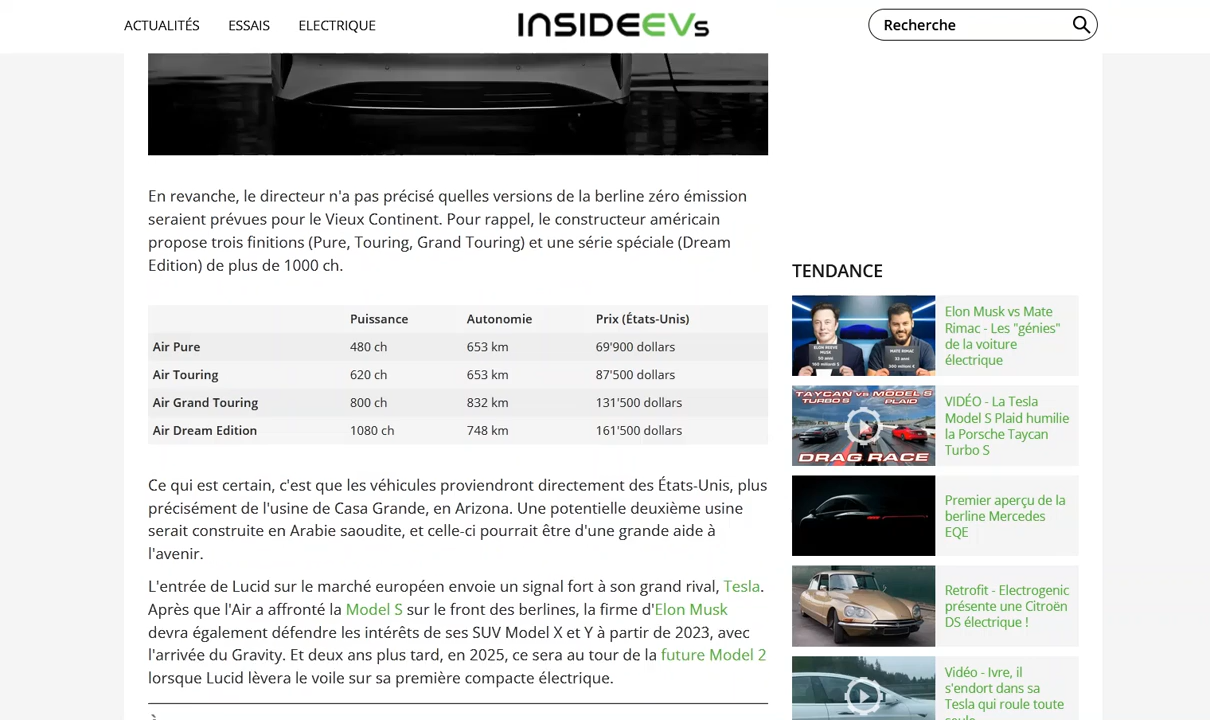 ACTUALITÉS ESSAIS ELECTRIQUE INSIDEEVs Recherche
En revanche, le directeur n'a pas précisé quelles versions de la berline zéro émission
seraient prévues pour le Vieux Continent. Pour rappel, le constructeur américain
propose trois finitions (Pure, Touring, Grand Touring) et une série spéciale (Dream
Edition) de plus de 1000 ch.
Puissance Autonomie Prix (États-Unis)
Air Pure 480 ch 653 km 69'900 dollars
Air Touring 620 ch 653 km 87'500 dollars
Air Grand Touring 800 ch 832 km 131'500 dollars
Air Dream Edition 1080 ch 748 km 161'500 dollars
Ce qui est certain, c'est que les véhicules proviendront directement des États-Unis, plus
précisément de l'usine de Casa Grande, en Arizona. Une potentielle deuxième usine
serait construite en Arabie saoudite, et celle-ci pourrait être d'une grande aide à
l'avenir.
L'entrée de Lucid sur le marché européen envoie un signal fort à son grand rival, Tesla.
Après que l'Air a affronté la Model S sur le front des berlines, la firme d'Elon Musk
devra également défendre les intérêts de ses SUV Model X et Y à partir de 2023, avec
l'arrivée du Gravity. Et deux ans plus tard, en 2025, ce sera au tour de la future Model 2
lorsque Lucid lèvera le voile sur sa première compacte électrique.
TENDANCE
Elon Musk vs Mate
Rimac - Les "génies"
de la voiture
électrique
TAYCAN vs MODEL S
TURBO S PLAID
DRAG RACE
VIDÉO - La Tesla
Model S Plaid humilie
la Porsche Taycan
Turbo S
Premier aperçu de la
berline Mercedes
EQE
Retrofit - Electrogenic
présente une Citroën
DS électrique !
Vidéo - Ivre, il
s'endort dans sa
Tesla qui roule toute
seule